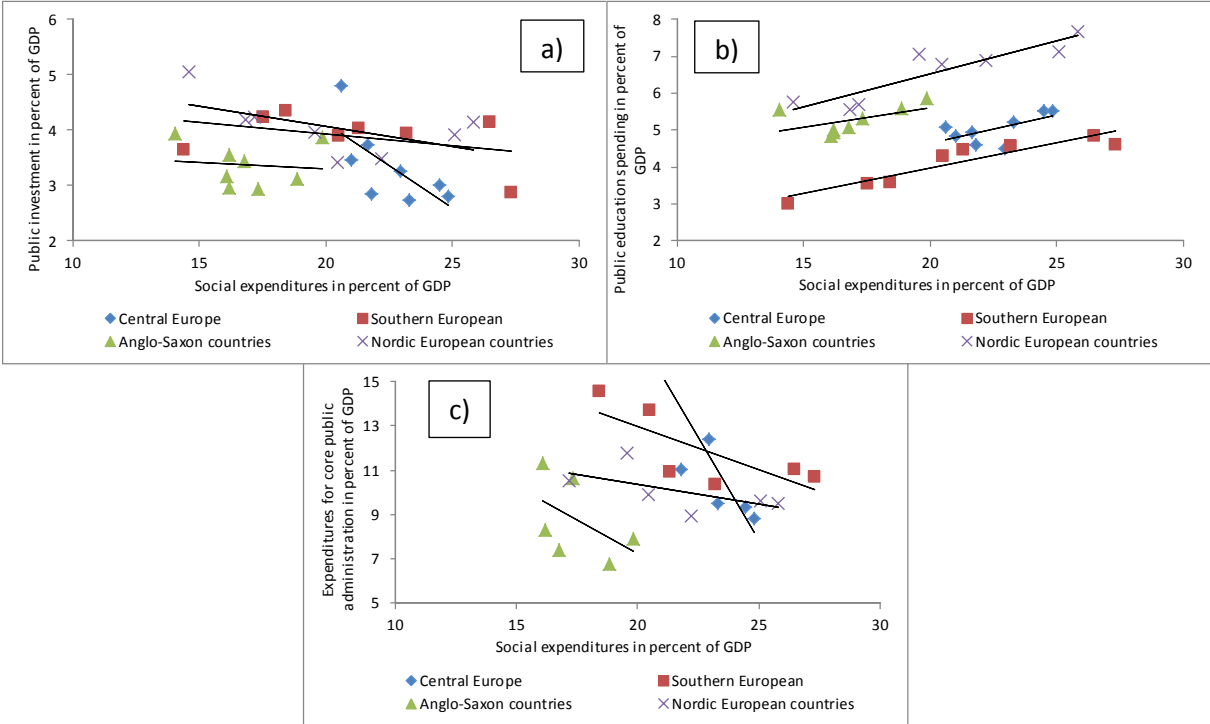 a)
Public investment in percent of GDP
6
5
4
3
2
10 15 20 25 30
Social expenditures in percent of GDP
Central Europe Southern European
Anglo-Saxon countries Nordic European countries
b)
Public education spending in percent of
GDP
8
7
6
5
4
3
2
10 15 20 25 30
Social expenditures in percent of GDP
Central Europe Southern European
Anglo-Saxon countries Nordic European countries
c)
Expenditures for core public
administration in percent of GDP
15
13
11
9
7
5
10 15 20 25 30
Social expenditures in percent of GDP
Central Europe Southern European
Anglo-Saxon countries Nordic European countries